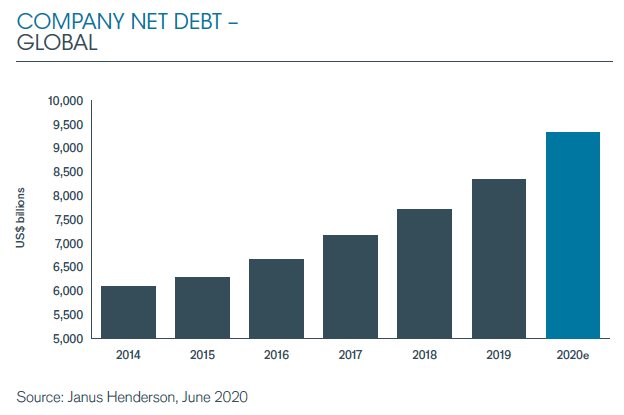 COMPANY NET DEBT –
GLOBAL
US$ billions
10,000
9,500
9,000
8,500
8,000
7,500
7,000
6,500
6,000
5,500
5,000
2014 2015 2016 2017 2018 2019 2020e
Source: Janus Henderson, June 2020